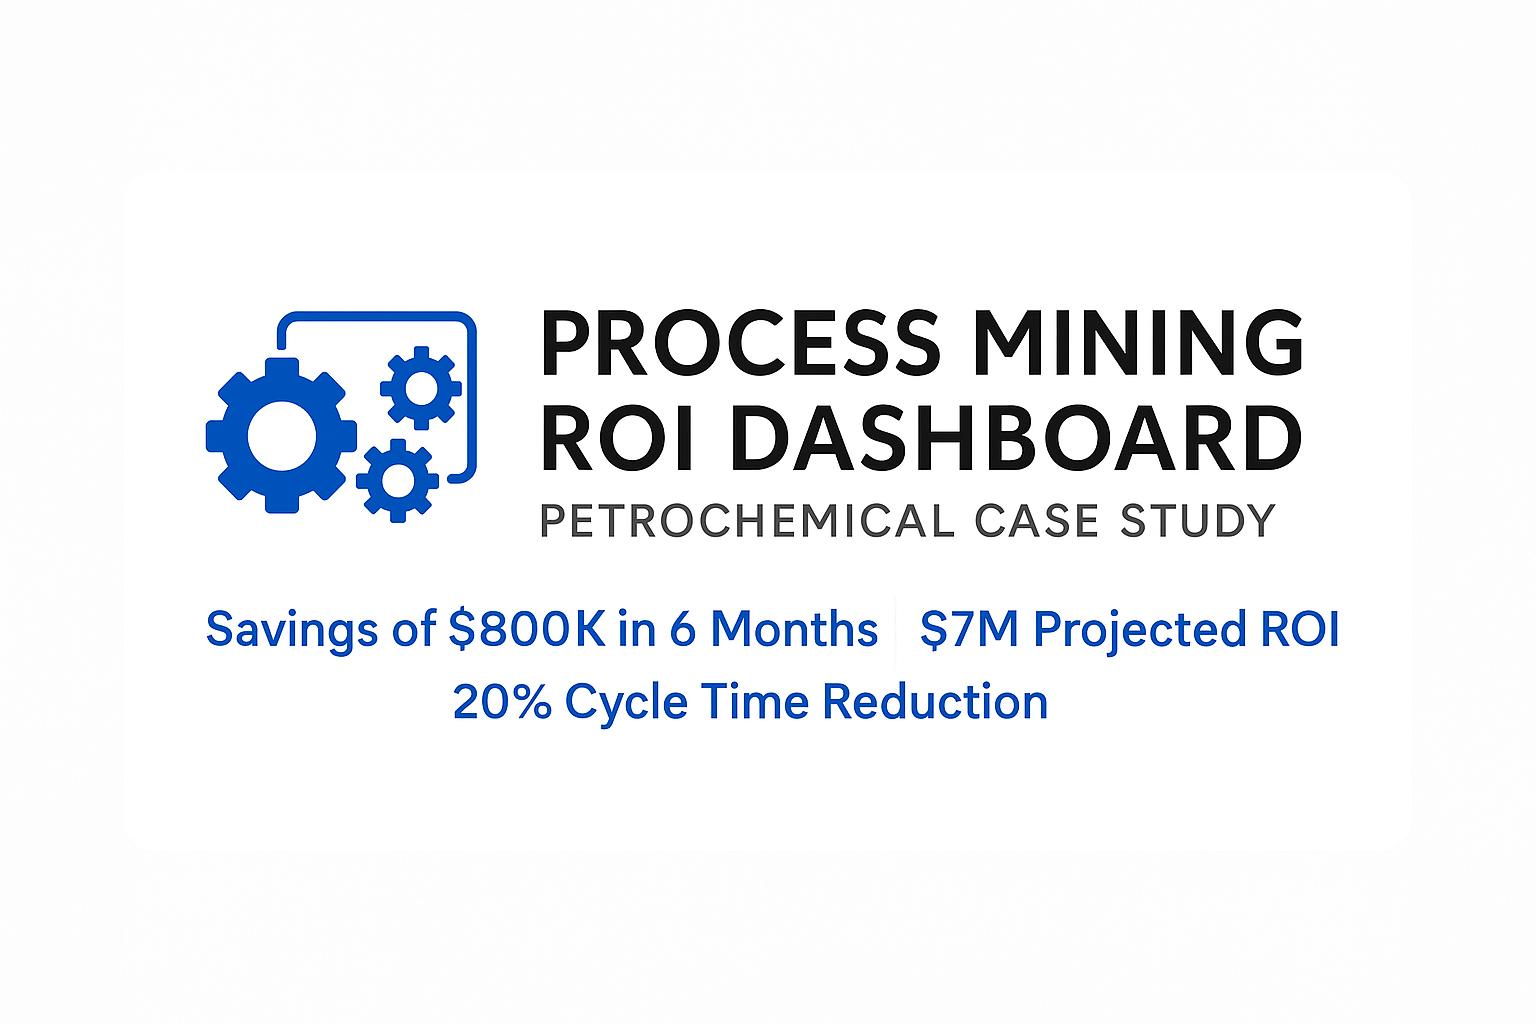 PROCESS MINING
ROI DASHBOARD
PETROCHEMICAL CASE STUDY
Savings of $800K in 6 Months $7M Projected ROI
20% Cycle Time Reduction